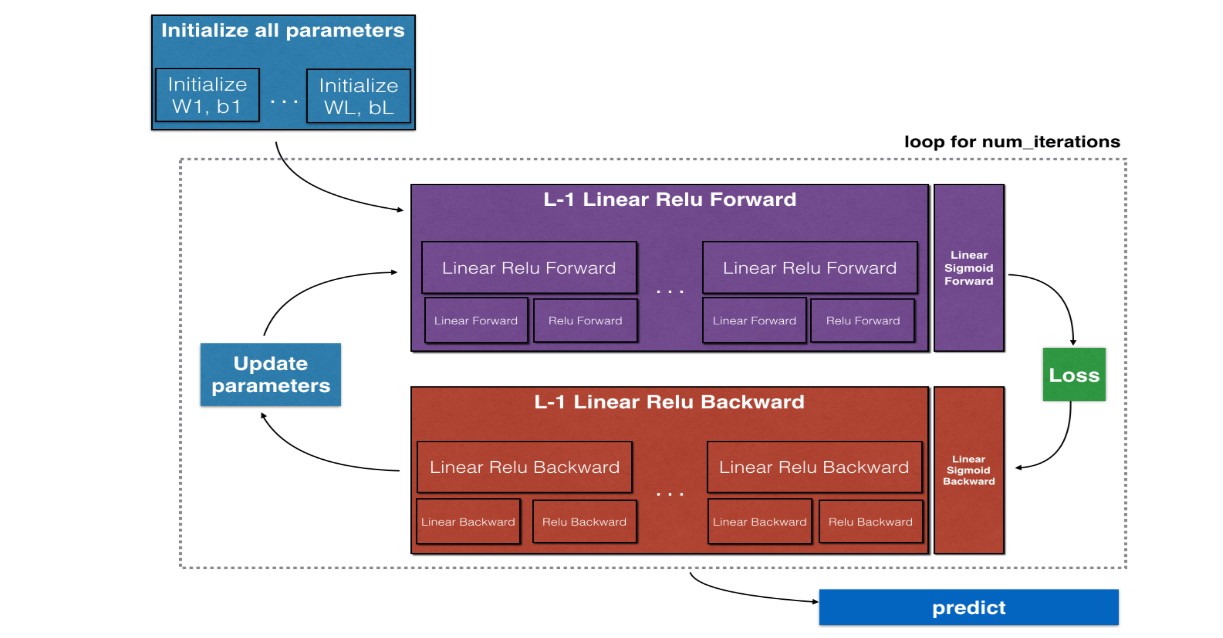 Initialize all parameters
Initialize
W1, b1
. . .
Initialize
WL, bL
loop for num_iterations
L-1 Linear Relu Forward
Linear Relu Forward
. . .
Linear Relu Forward
Linear Forward
Relu Forward
Linear Forward
Relu Forward
Linear
Sigmoid
Forward
Loss
Update
parameters
L-1 Linear Relu Backward
Linear Relu Backward
. . .
Linear Relu Backward
Linear Backward
Relu Backward
Linear Backward
Relu Backward
Linear
Sigmoid
Backward
predict